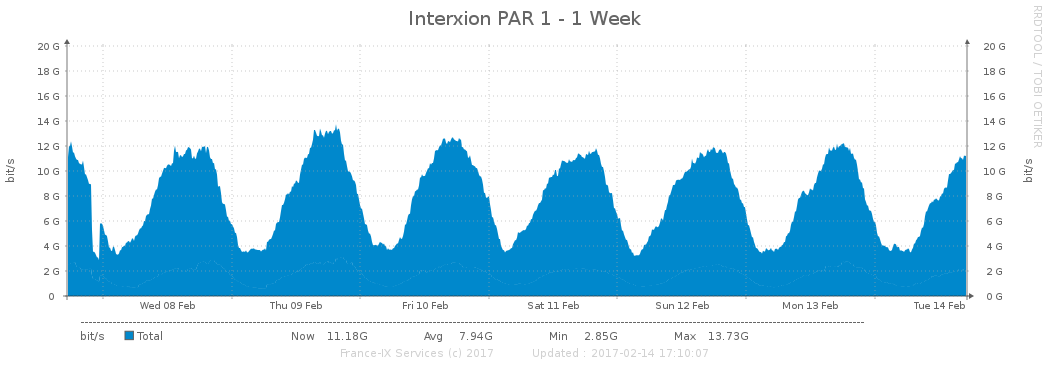 Interxion PAR 1 - 1 Week
RRDTOOL / TOBI OETIKER
20 G 20 G
18 G 18 G
16 G 16 G
14 G 14 G
12 G 12 G
10 G 10 G
8 G 8 G
6 G 6 G
4 G 4 G
2 G 2 G
0 0 G
bit/s bit/s
Wed 08 Feb Thu 09 Feb Fri 10 Feb Sat 11 Feb Sun 12 Feb Mon 13 Feb Tue 14 Feb
bit/s Total Now 11.18G Avg 7.94G Min 2.85G Max 13.73G
France-IX Services (c) 2017 Updated : 2017-02-14 17:10:07